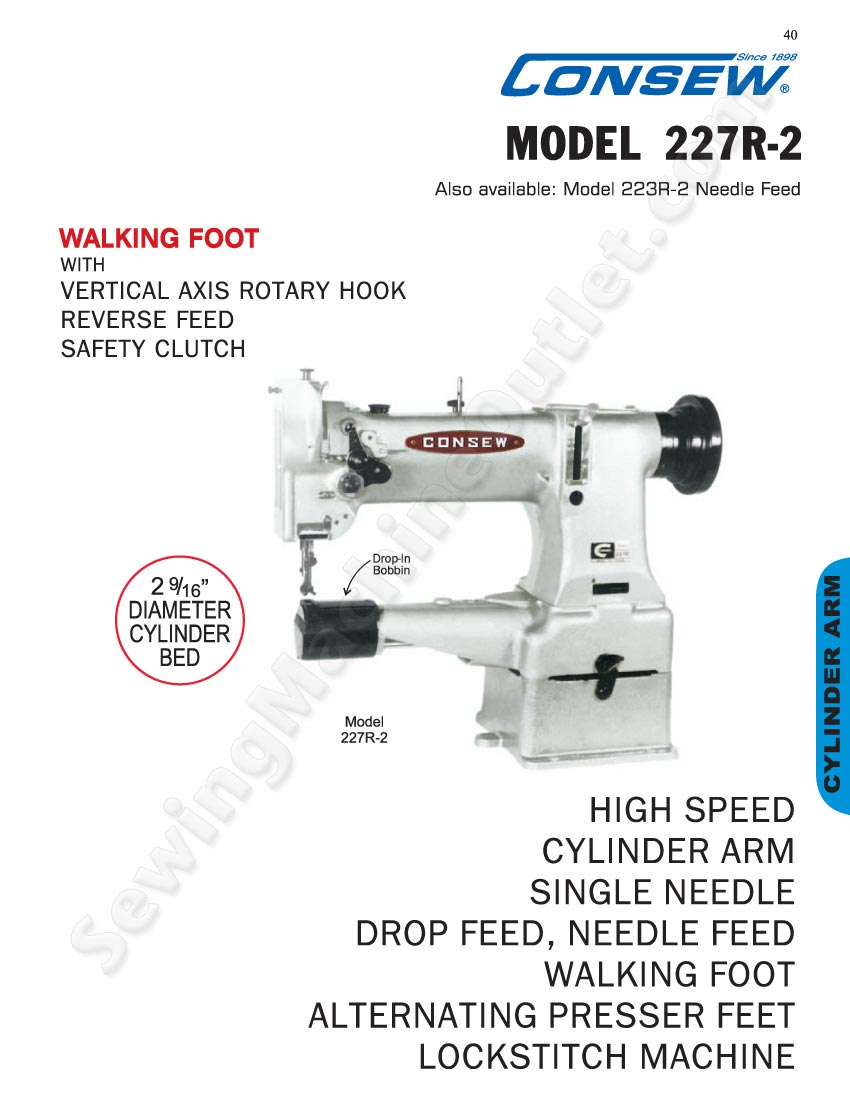 40
Since 1898
CONSEW®
MODEL 227R-2
Also available: Model 223R-2 Needle Feed
WALKING FOOT
WITH
VERTICAL AXIS ROTARY HOOK
REVERSE FEED
SAFETY CLUTCH
CONSEW
Drop-In
Bobbin
2 9/16”
DIAMETER
CYLINDER
BED
Model
227R-2
CYLINDER ARM
HIGH SPEED
CYLINDER ARM
SINGLE NEEDLE
DROP FEED, NEEDLE FEED
WALKING FOOT
ALTERNATING PRESSER FEET
LOCKSTITCH MACHINE
SewingMachineOutlet.com